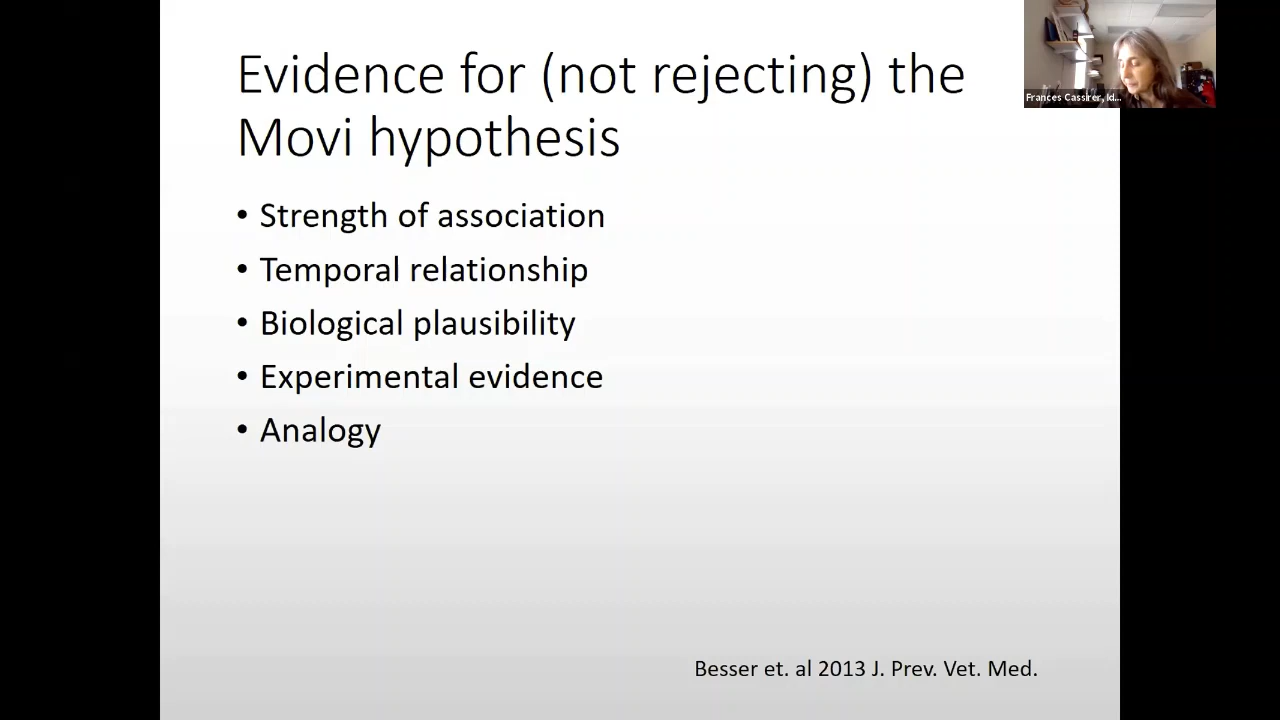 Evidence for (not rejecting) the
Movi hypothesis
• Strength of association
• Temporal relationship
• Biological plausibility
• Experimental evidence
• Analogy
Besser et. al 2013 J. Prev. Vet. Med.
Frances Cassirer, Id...